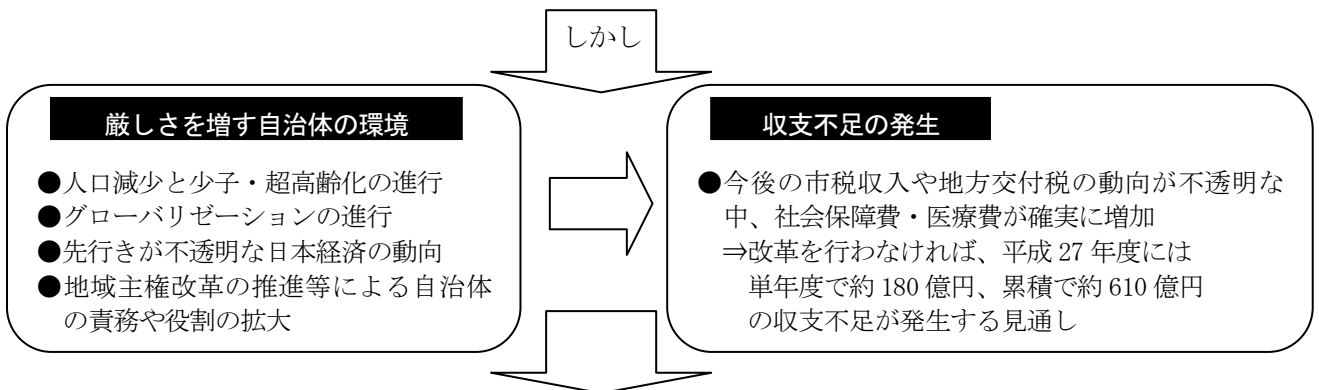 しかし
厳しさを増す自治体の環境
●人口減少と少子・超高齢化の進行
●グローバリゼーションの進行
●先行きが不透明な日本経済の動向
●地域主権改革の推進等による自治体
の責務や役割の拡大
収支不足の発生
●今後の市税収入や地方交付税の動向が不透明な
中、社会保障費・医療費が確実に増加
⇒改革を行わなければ、平成 27 年度には
単年度で約 180 億円、累積で約 610 億円
の収支不足が発生する見通し